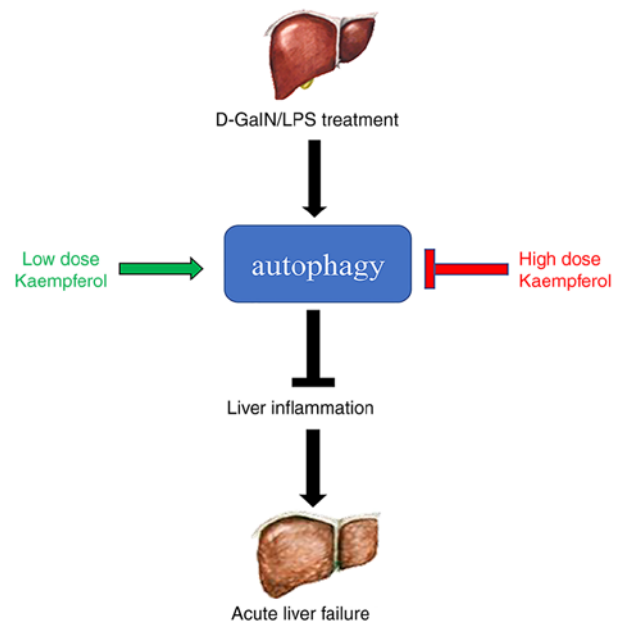 D-GalN/LPS treatment
Low dose
Kaempferol
autophagy
High dose
Kaempferol
Liver inflammation
Acute liver failure